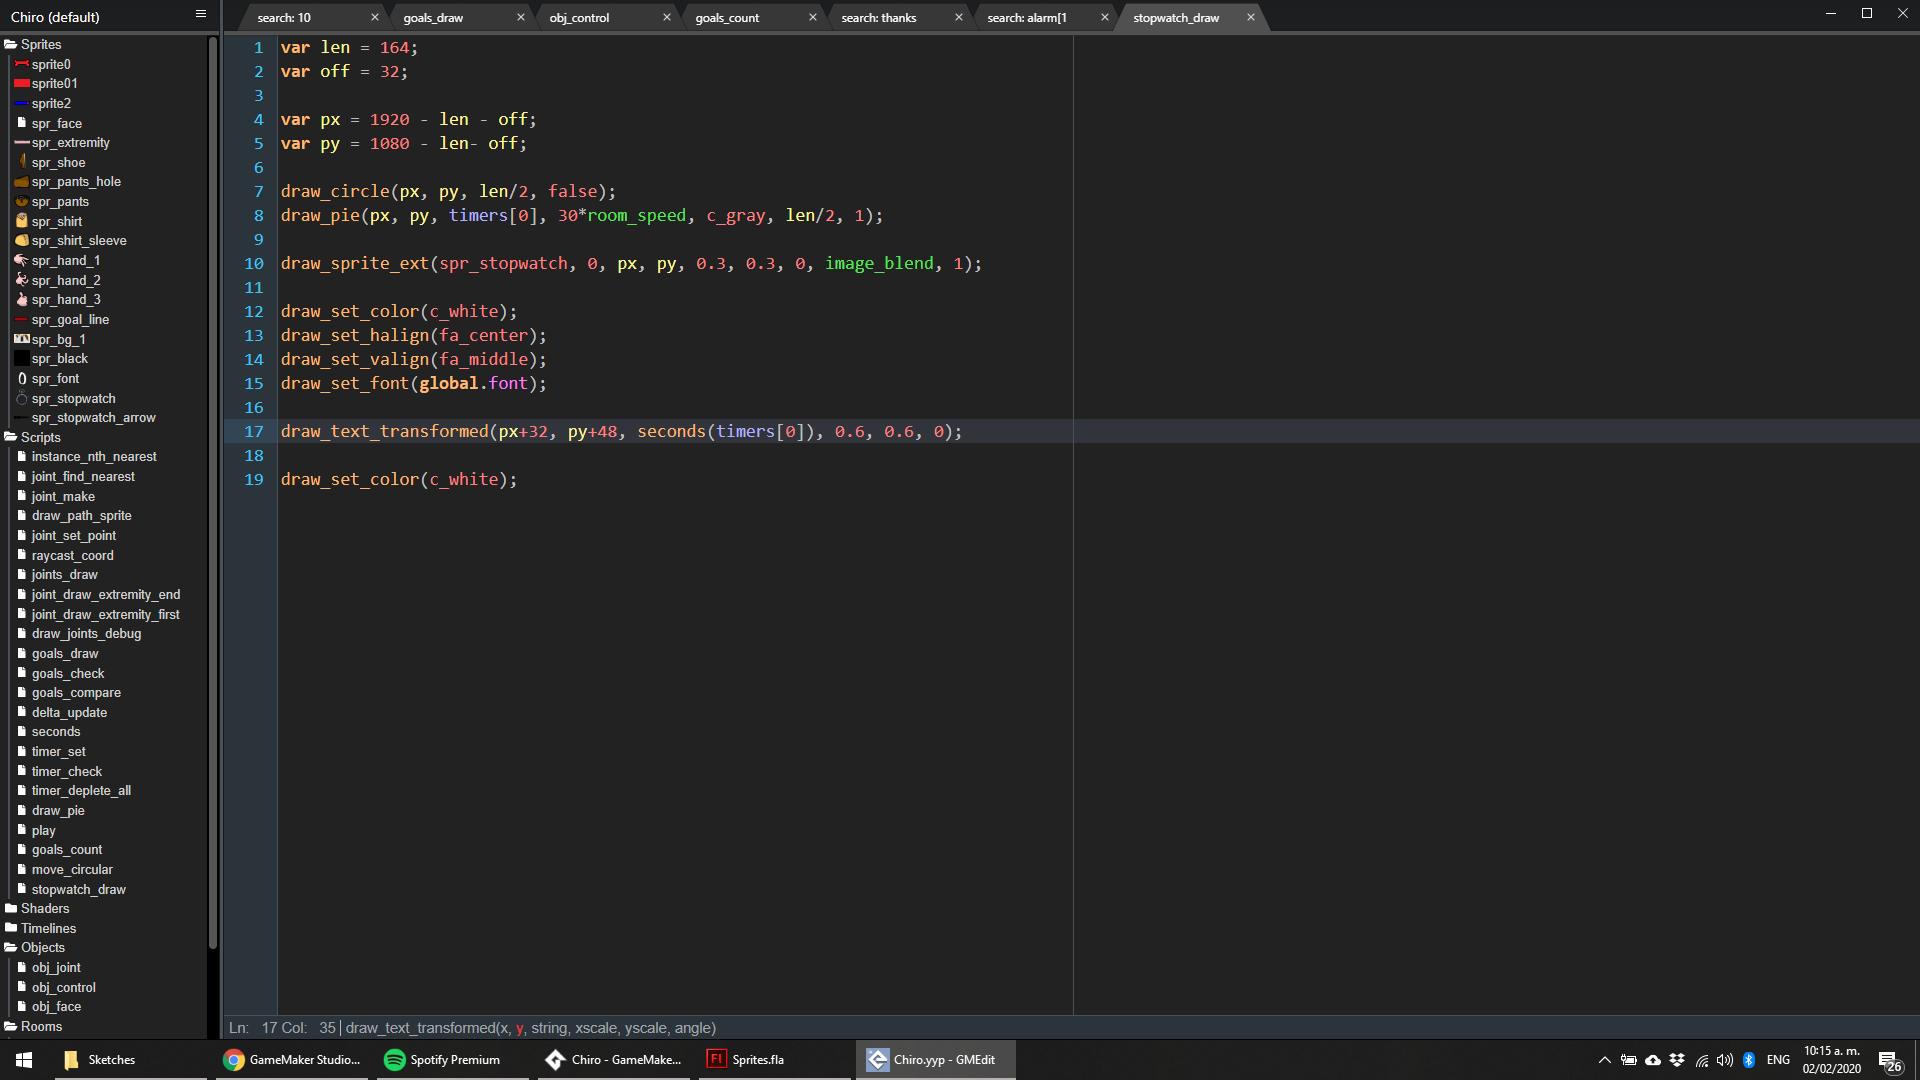 Chiro (default)
search: 10
goals_draw
obj_control
goals_count
search: thanks
search: alarm[1
stopwatch_draw
Sprites
sprite0
sprite01
sprite2
spr_face
spr_extremity
spr_shoe
spr_pants_hole
spr_pants
spr_shirt
spr_shirt_sleeve
spr_hand_1
spr_hand_2
spr_hand_3
spr_goal_line
spr_bg_1
spr_black
spr_font
spr_stopwatch
spr_stopwatch_arrow
Scripts
instance_nth_nearest
joint_find_nearest
joint_make
draw_path_sprite
joint_set_point
raycast_coord
joints_draw
joint_draw_extremity_end
joint_draw_extremity_first
draw_joints_debug
goals_draw
goals_check
goals_compare
delta_update
seconds
timer_set
timer_check
timer_deplete_all
draw_pie
play
goals_count
move_circular
stopwatch_draw
Shaders
Timelines
Objects
obj_joint
obj_control
obj_face
Rooms
1 var len = 164;
2 var off = 32;
3
4 var px = 1920 - len - off;
5 var py = 1080 - len- off;
6
7 draw_circle(px, py, len/2, false);
8 draw_pie(px, py, timers[0], 30*room_speed, c_gray, len/2, 1);
9
10 draw_sprite_ext(spr_stopwatch, 0, px, py, 0.3, 0.3, 0, image_blend, 1);
11
12 draw_set_color(c_white);
13 draw_set_halign(fa_center);
14 draw_set_valign(fa_middle);
15 draw_set_font(global.font);
16
17 draw_text_transformed(px+32, py+48, seconds(timers[0]), 0.6, 0.6, 0);
18
19 draw_set_color(c_white);
Ln: 17 Col: 35 draw_text_transformed(x, y, string, xscale, yscale, angle)
Sketches
GameMaker Studio...
Spotify Premium
Chiro - GameMake...
Fl
Sprites.fla
Chiro.yyp - GMEdit
ENG
10:15 a. m.
02/02/2020
26